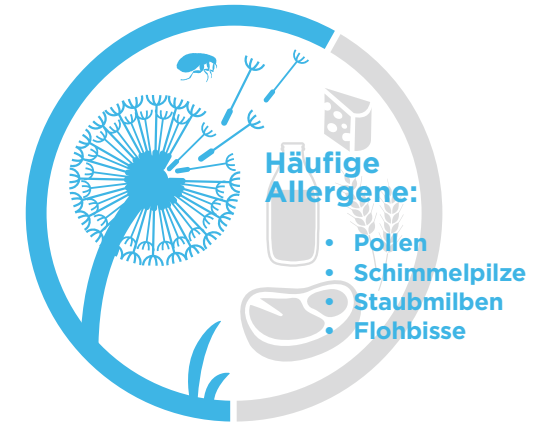 Häufige
Allergene:
• Pollen
• Schimmelpilze
• Staubmilben
• Flohbisse